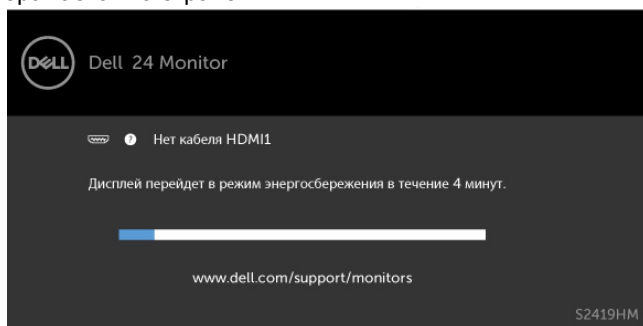 DELL
Dell 24 Monitor
? Нет кабеля HDMI1
Дисплей перейдет в режим энергосбережения в течение 4 минут.
www.dell.com/support/monitors
S2419HM